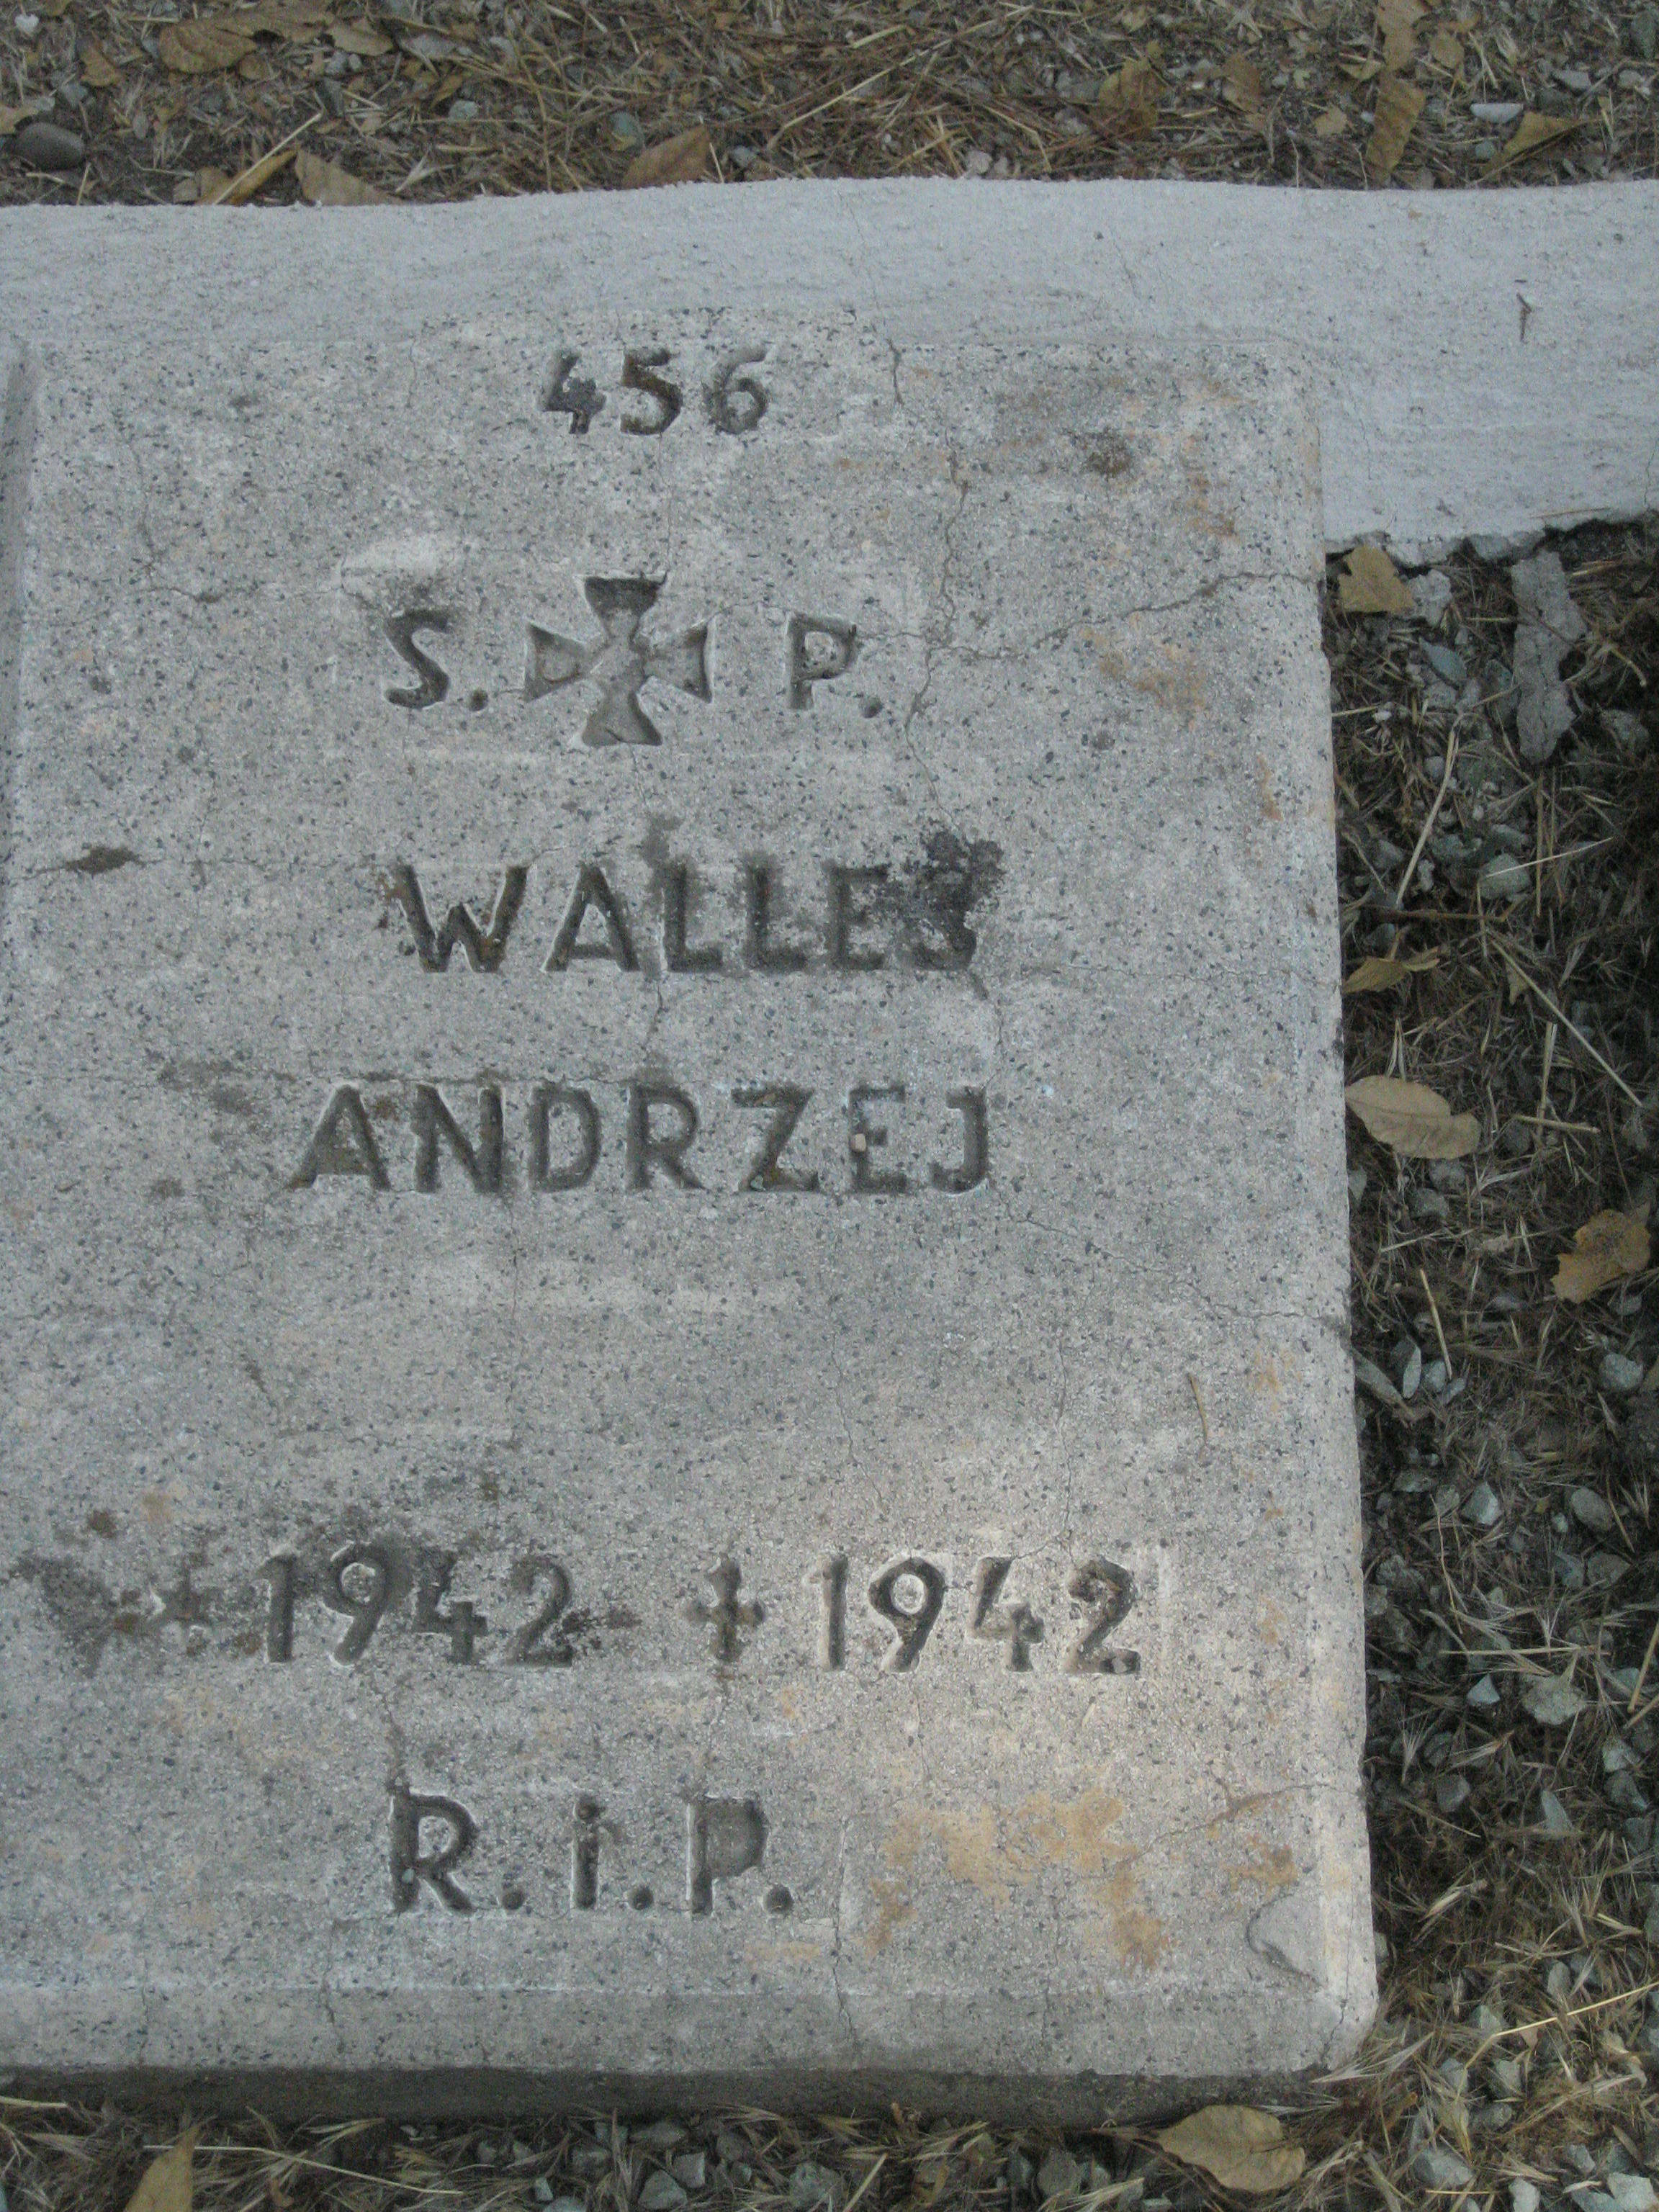 456
S. P.
WALLES
ANDRZEJ
* 1942 ✝ 1942
R.i.P.